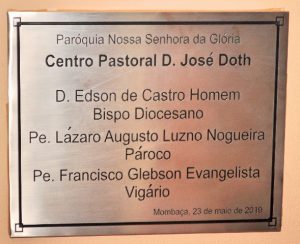 Paróquia Nossa Senhora da Glória
Centro Pastoral D. José Doth
D. Edson de Castro Homem
Bispo Diocesano
Pe. Lázaro Augusto Luzno Nogueira
Pároco
Pe. Francisco Glebson Evangelista
Vigário
Mombaça, 23 de maio de 2019